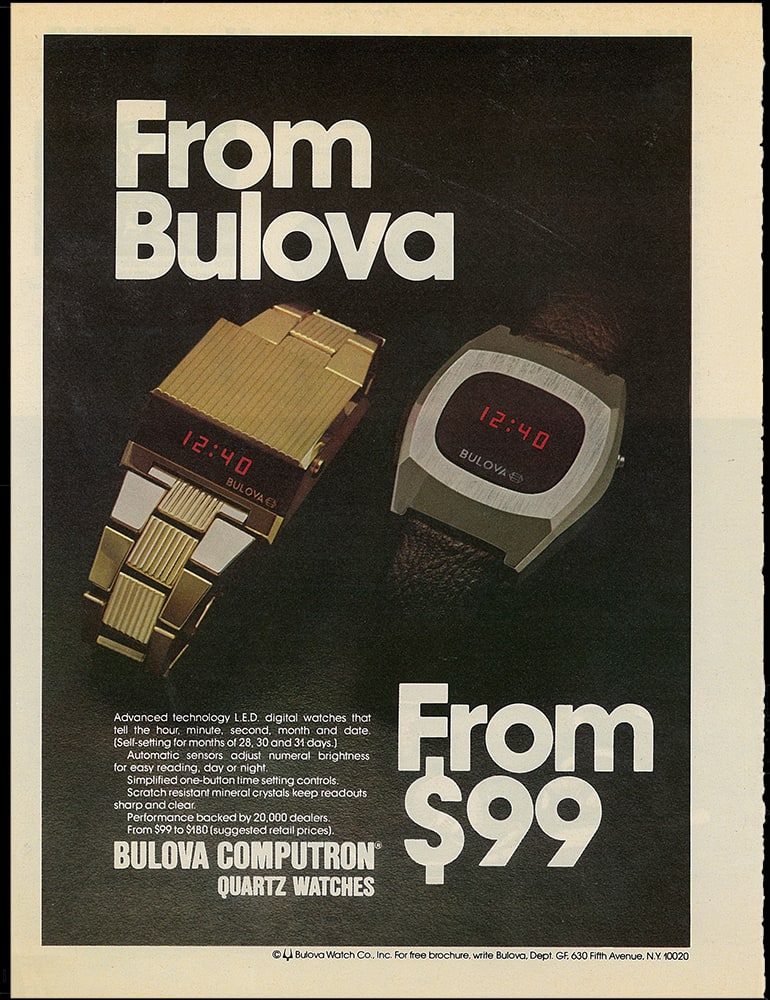 From
Bulova
12:40
BULOVA
12:40
BULOVA
Advanced technology L.E.D. digital watches that
tell the hour, minute, second, month and date.
(Self-setting for months of 28, 30 and 31 days.)
Automatic sensors adjust numeral brightness
for easy reading, day or night.
Simplified one-button time setting controls.
Scratch resistant mineral crystals keep readouts
sharp and clear.
Performance backed by 20,000 dealers.
From $99 to $180 (suggested retail prices).
BULOVA COMPUTRON®
QUARTZ WATCHES
From
$99
© Bulova Watch Co., Inc. For free brochure, write Bulova, Dept. GF, 630 Fifth Avenue, N.Y. 10020